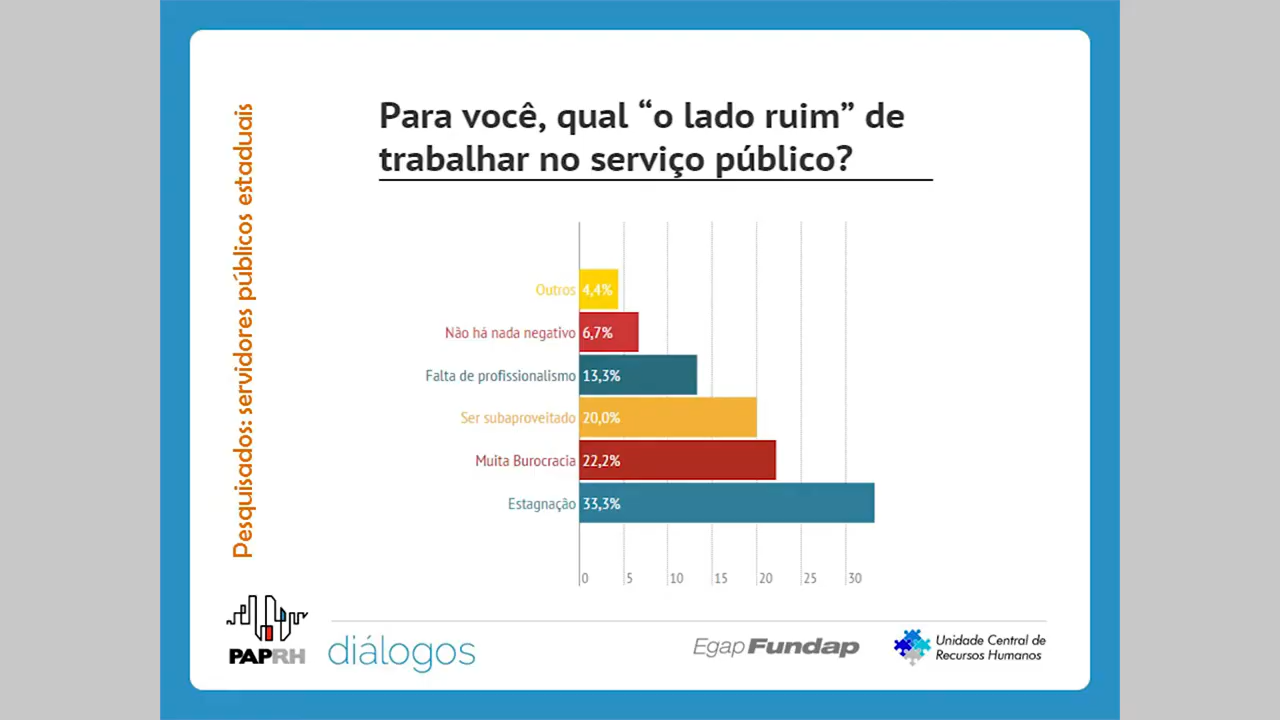 Para você, qual “o lado ruim” de
trabalhar no serviço público?
Pesquisados: servidores públicos estaduais
Outros 4,4%
Não há nada negativo 6,7%
Falta de profissionalismo 13,3%
Ser subaproveitado 20,0%
Muita Burocracia 22,2%
Estagnação 33,3%
0 5 10 15 20 25 30
PAPRH
diálogos
Egap Fundap
Unidade Central de
Recursos Humanos